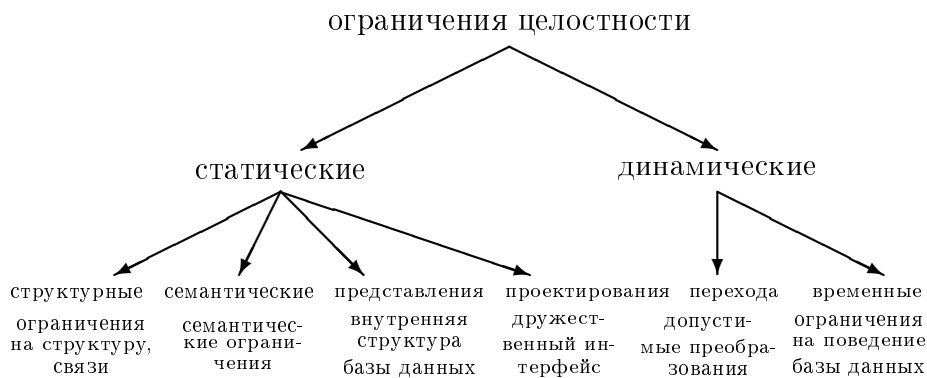 ограничения целостности
статические
динамические
структурные
ограничения
на структуру,
связи
семантические
семантичес-
кие ограни-
чения
представления
внутренняя
структура
базы данных
проектирования
дружест-
венный ин-
терфейс
перехода
допусти-
мые преобра-
зования
временные
ограничения
на поведение
базы данных